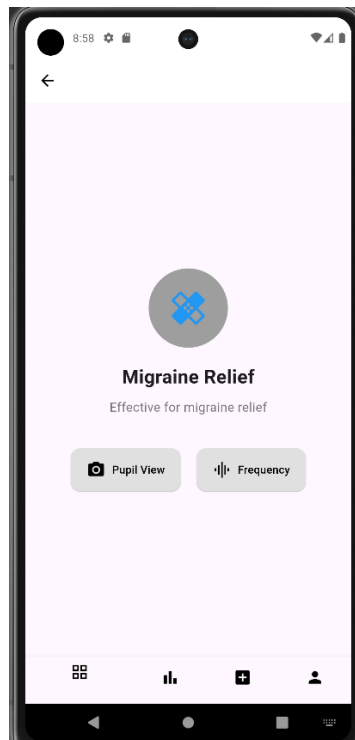 8:58
Migraine Relief
Effective for migraine relief
Pupil View
Frequency